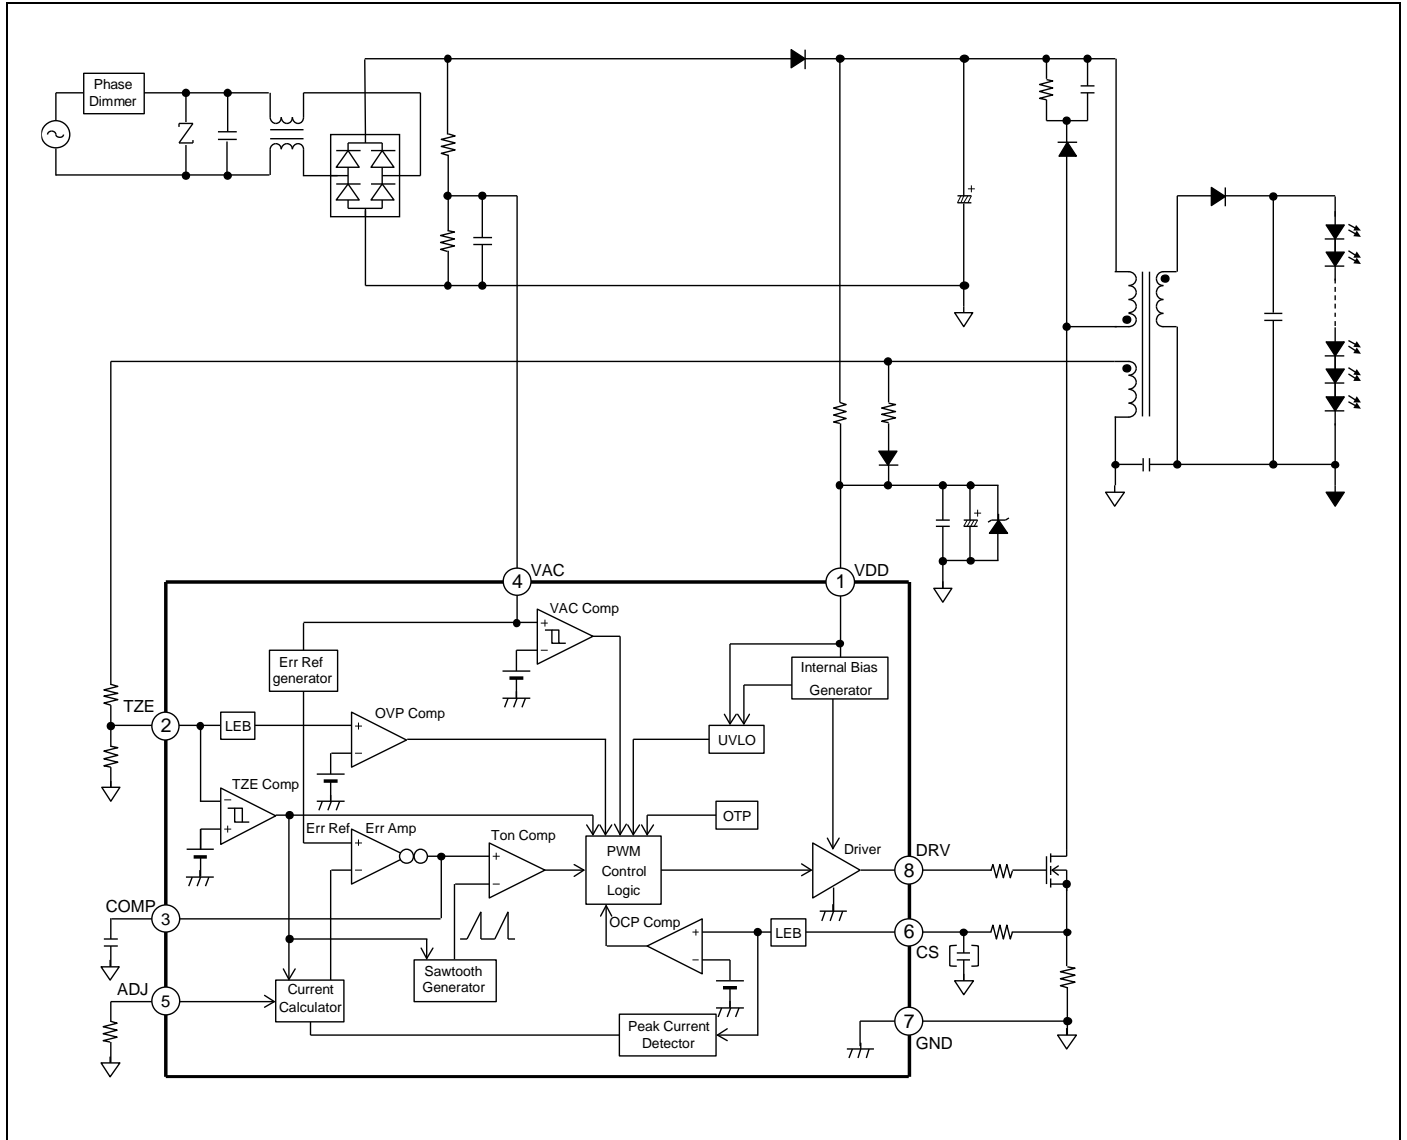 Phase
Dimmer
+
+
4 VAC
1 VDD
VAC Comp
+
−
Err Ref
generator
Internal Bias
Generator
TZE
2
LEB
OVP Comp
+
−
UVLO
TZE Comp
−
+
OTP
Err Ref
Err Amp
+
−
Ton Comp
+
−
PWM
Control
Logic
Driver
DRV
8
COMP
3
OCP Comp
+
−
LEB
6
CS
Sawtooth
Generator
ADJ
5
Current
Calculator
Peak Current
Detector
7
GND